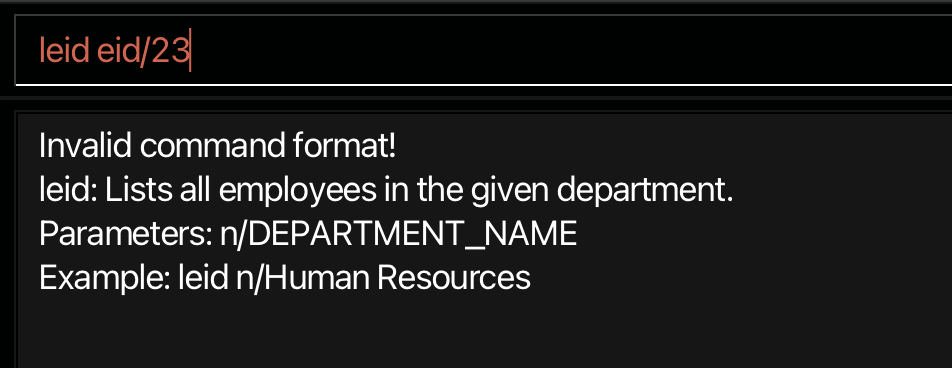 leid eid/23
Invalid command format!
leid: Lists all employees in the given department.
Parameters: n/DEPARTMENT_NAME
Example: leid n/Human Resources